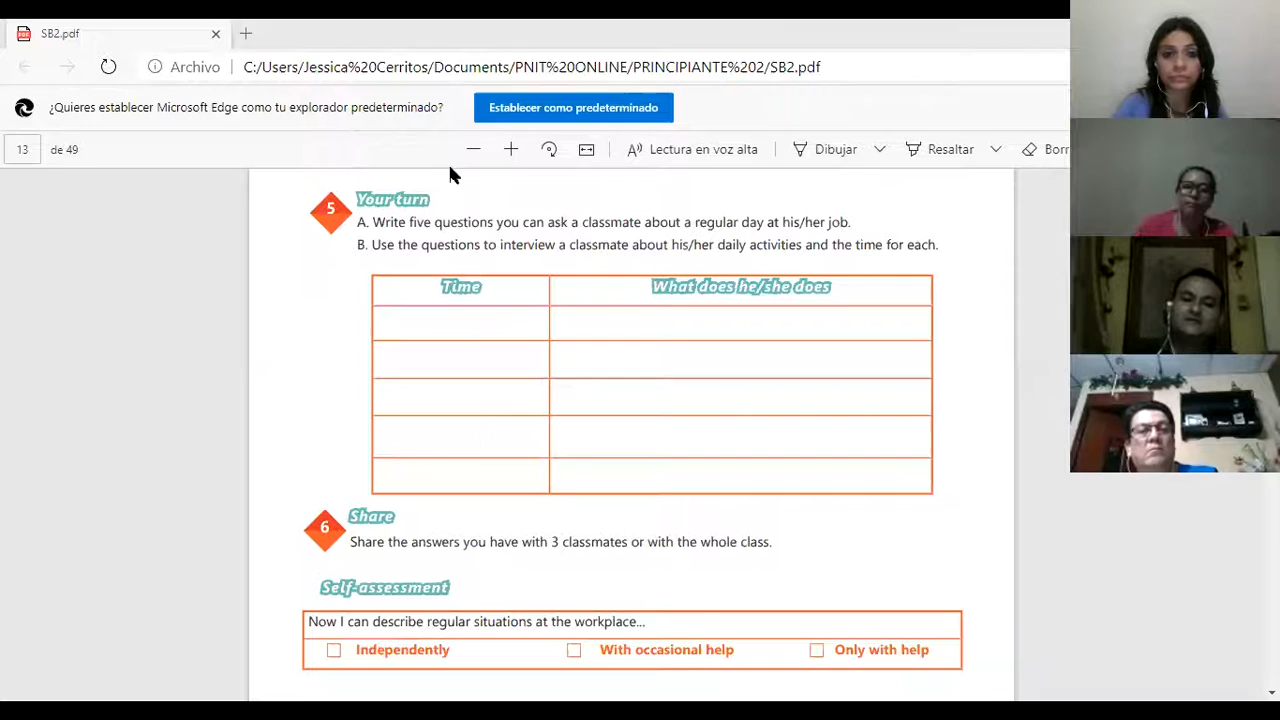 SB2.pdf
Archivo C:/Users/Jessica%20Cerritos/Documents/PNIT%20ONLINE/PRINCIPIANTE%202/SB2.pdf
¿Quieres establecer Microsoft Edge como tu explorador predeterminado? Establecer como predeterminado
13 de 49 Lectura en voz alta Dibujar Resaltar Borr
5 Your turn
A. Write five questions you can ask a classmate about a regular day at his/her job.
B. Use the questions to interview a classmate about his/her daily activities and the time for each.
Time What does he/she does
6 Share
Share the answers you have with 3 classmates or with the whole class.
Self-assessment
Now I can describe regular situations at the workplace...
Independently With occasional help Only with help